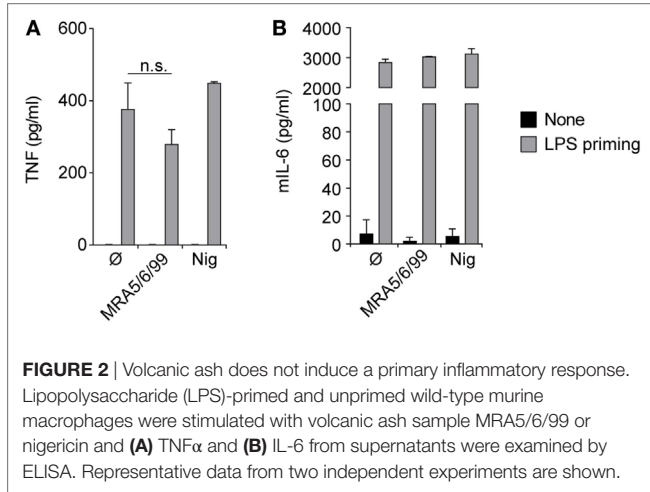 A
B
600
400
200
0
TNF (pg/ml)
n.s.
Ø
MRA5/6/99
Nig
4000
3000
2000
100
80
60
40
20
0
mIL-6 (pg/ml)
Ø
MRA5/6/99
Nig
None
LPS priming
FIGURE 2 | Volcanic ash does not induce a primary inflammatory response.
Lipopolysaccharide (LPS)-primed and unprimed wild-type murine
macrophages were stimulated with volcanic ash sample MRA5/6/99 or
nigericin and (A) TNFα and (B) IL-6 from supernatants were examined by
ELISA. Representative data from two independent experiments are shown.